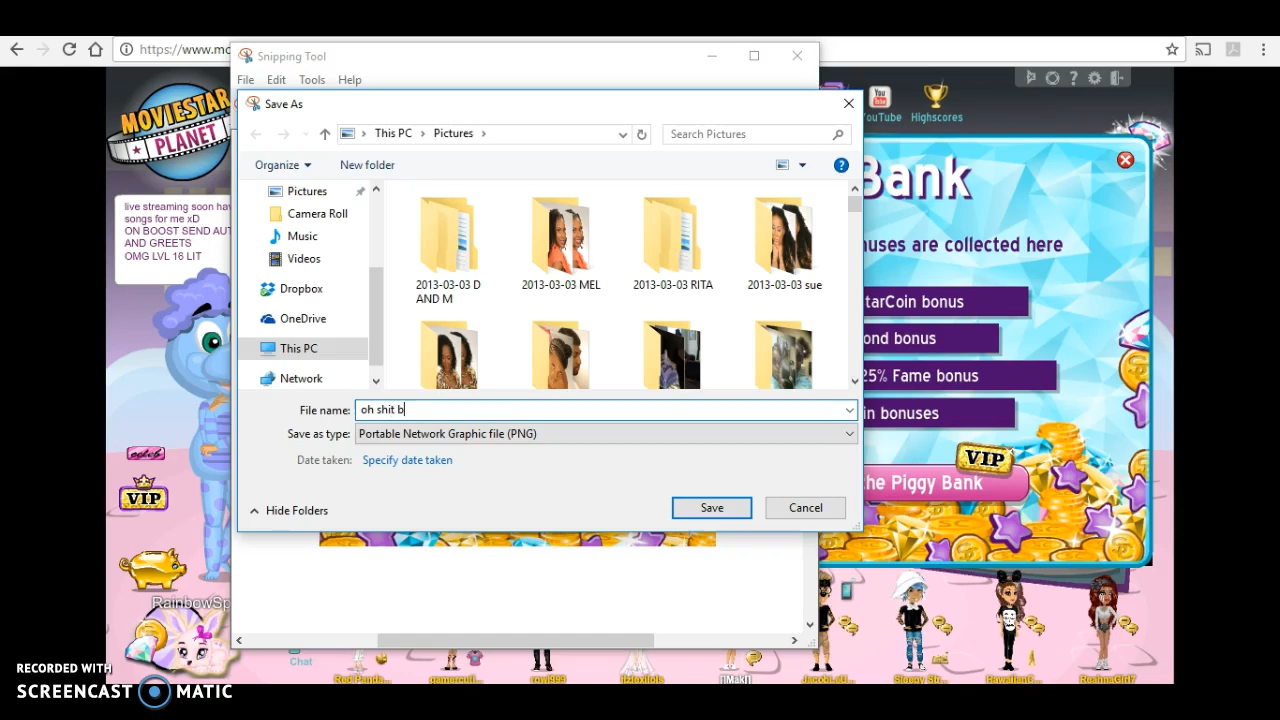 https://www.mo
Snipping Tool
File Edit Tools Help
Save As
This PC > Pictures >
Search Pictures
Organize
New folder
Pictures
Camera Roll
Music
Videos
Dropbox
OneDrive
This PC
Network
2013-03-03 D
AND M
2013-03-03 MEL
2013-03-03 RITA
2013-03-03 sue
File name: oh shit b
Save as type: Portable Network Graphic file (PNG)
Date taken: Specify date taken
Hide Folders
Save
Cancel
MOVIESTAR
PLANET
live streaming soon hav
songs for me xD
ON BOOST SEND AUT
AND GREETS
OMG LVL 16 LIT
VIP
RainbowSp
YouTube
Highscores
Bank
nuses are collected here
tarCoin bonus
ond bonus
25% Fame bonus
in bonuses
VIP
he Piggy Bank
Chat
RECORDED WITH
SCREENCAST MATIC